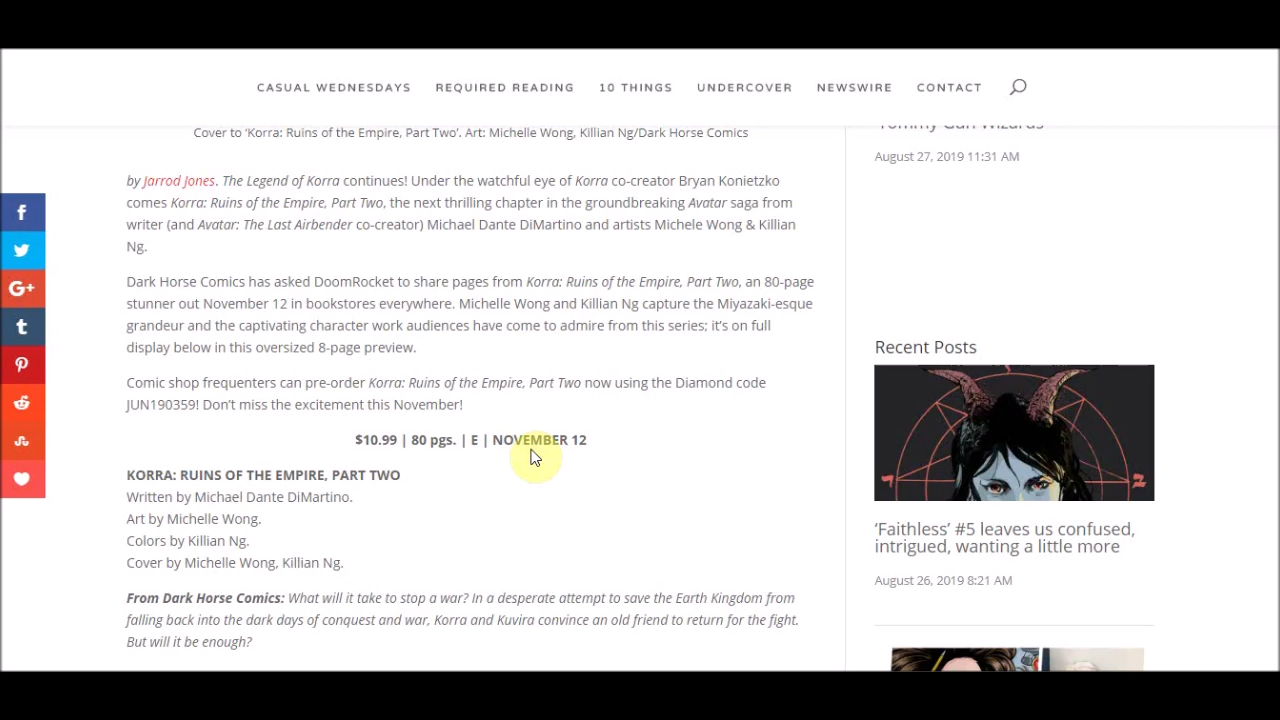 CASUAL WEDNESDAYS REQUIRED READING 10 THINGS UNDERCOVER NEWSWIRE CONTACT
Cover to ‘Korra: Ruins of the Empire, Part Two’. Art: Michelle Wong, Killian Ng/Dark Horse Comics
by Jarrod Jones. The Legend of Korra continues! Under the watchful eye of Korra co-creator Bryan Konietzko
comes Korra: Ruins of the Empire, Part Two, the next thrilling chapter in the groundbreaking Avatar saga from
writer (and Avatar: The Last Airbender co-creator) Michael Dante DiMartino and artists Michele Wong & Killian
Ng.
Dark Horse Comics has asked DoomRocket to share pages from Korra: Ruins of the Empire, Part Two, an 80-page
stunner out November 12 in bookstores everywhere. Michelle Wong and Killian Ng capture the Miyazaki-esque
grandeur and the captivating character work audiences have come to admire from this series; it’s on full
display below in this oversized 8-page preview.
Comic shop frequenters can pre-order Korra: Ruins of the Empire, Part Two now using the Diamond code
JUN190359! Don’t miss the excitement this November!
$10.99 | 80 pgs. | E | NOVEMBER 12
KORRA: RUINS OF THE EMPIRE, PART TWO
Written by Michael Dante DiMartino.
Art by Michelle Wong.
Colors by Killian Ng.
Cover by Michelle Wong, Killian Ng.
From Dark Horse Comics: What will it take to stop a war? In a desperate attempt to save the Earth Kingdom from
falling back into the dark days of conquest and war, Korra and Kuvira convince an old friend to return for the fight.
But will it be enough?
‘Tommy Gun Wizards’
August 27, 2019 11:31 AM
Recent Posts
‘Faithless’ #5 leaves us confused,
intrigued, wanting a little more
August 26, 2019 8:21 AM